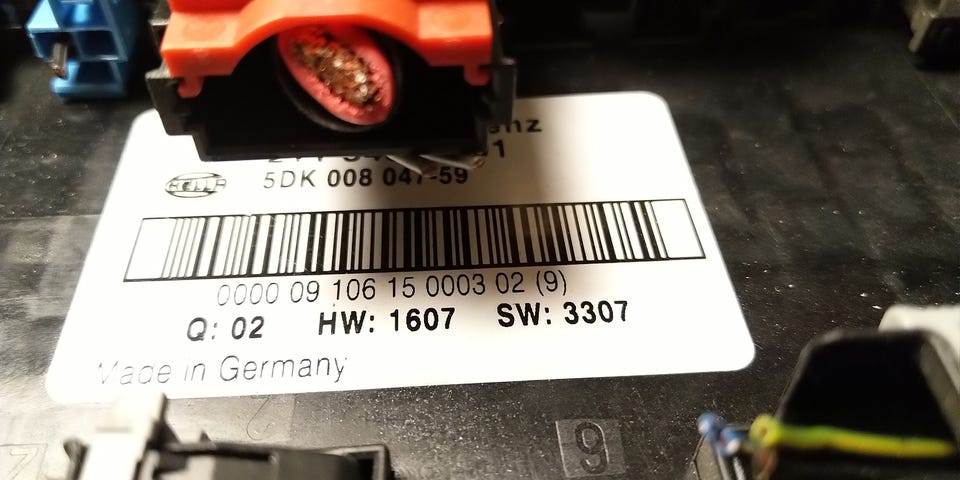 HELLA
5DK 008 047-59
0000 09 106 15 0003 02 (9)
Q: 02 HW: 1607 SW: 3307
Made in Germany
9